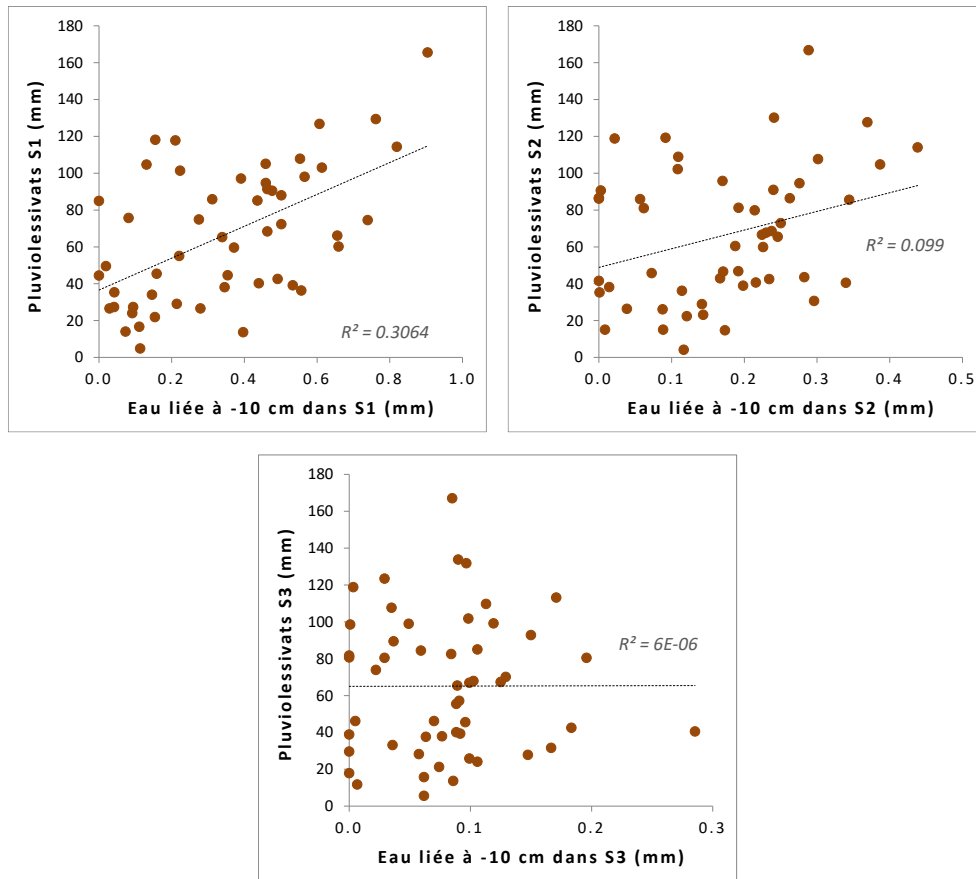 180
160
140
120
100
80
60
40
20
0
Pluviolessivats S1 (mm)
R² = 0.3064
0.0 0.2 0.4 0.6 0.8 1.0
Eau liée à -10 cm dans S1 (mm)
180
160
140
120
100
80
60
40
20
0
Pluviolessivats S2 (mm)
R² = 0.099
0.0 0.1 0.2 0.3 0.4 0.5
Eau liée à -10 cm dans S2 (mm)
180
160
140
120
100
80
60
40
20
0
Pluviolessivats S3 (mm)
R² = 6E-06
0.0 0.1 0.2 0.3
Eau liée à -10 cm dans S3 (mm)